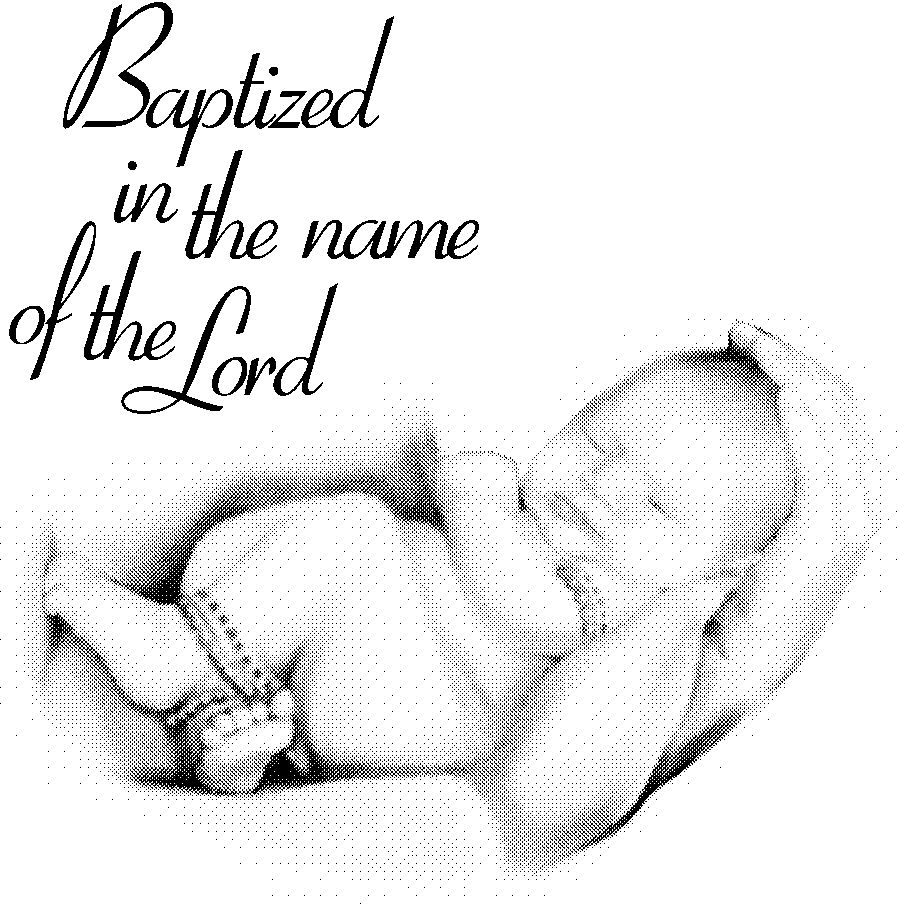 Baptized
in the name
of the Lord